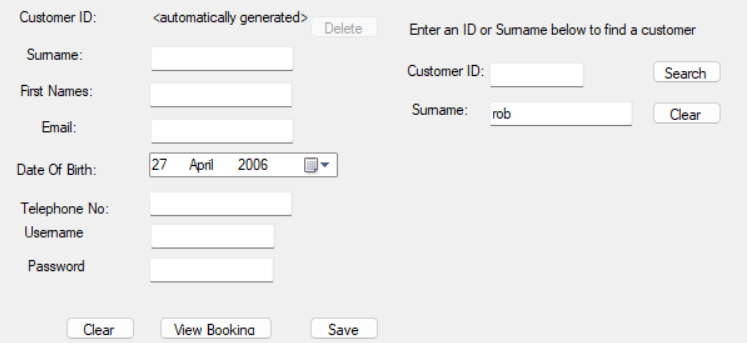 Customer ID: <automatically generated> Delete
Surname:
First Names:
Email:
Date Of Birth: 27 April 2006
Telephone No:
Username
Password
Clear View Booking Save
Enter an ID or Surname below to find a customer
Customer ID: Search
Surname: rob Clear